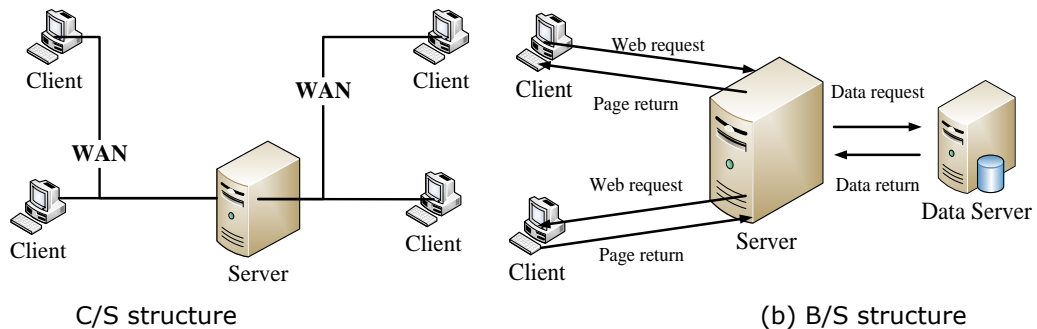 Client
Client
WAN
WAN
Client
Client
Server
C/S structure
Client
Web request
Page return
Data request
Data return
Web request
Page return
Client
Server
Data Server
(b) B/S structure